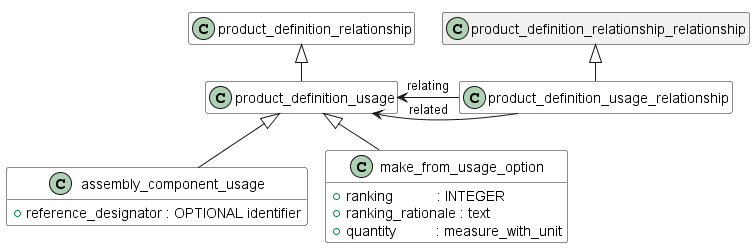 C product_definition_relationship
C product_definition_relationship_relationship
C product_definition_usage
relating
C product_definition_usage_relationship
related
C assembly_component_usage
reference_designator : OPTIONAL identifier
C make_from_usage_option
ranking : INTEGER
ranking_rationale : text
quantity : measure_with_unit